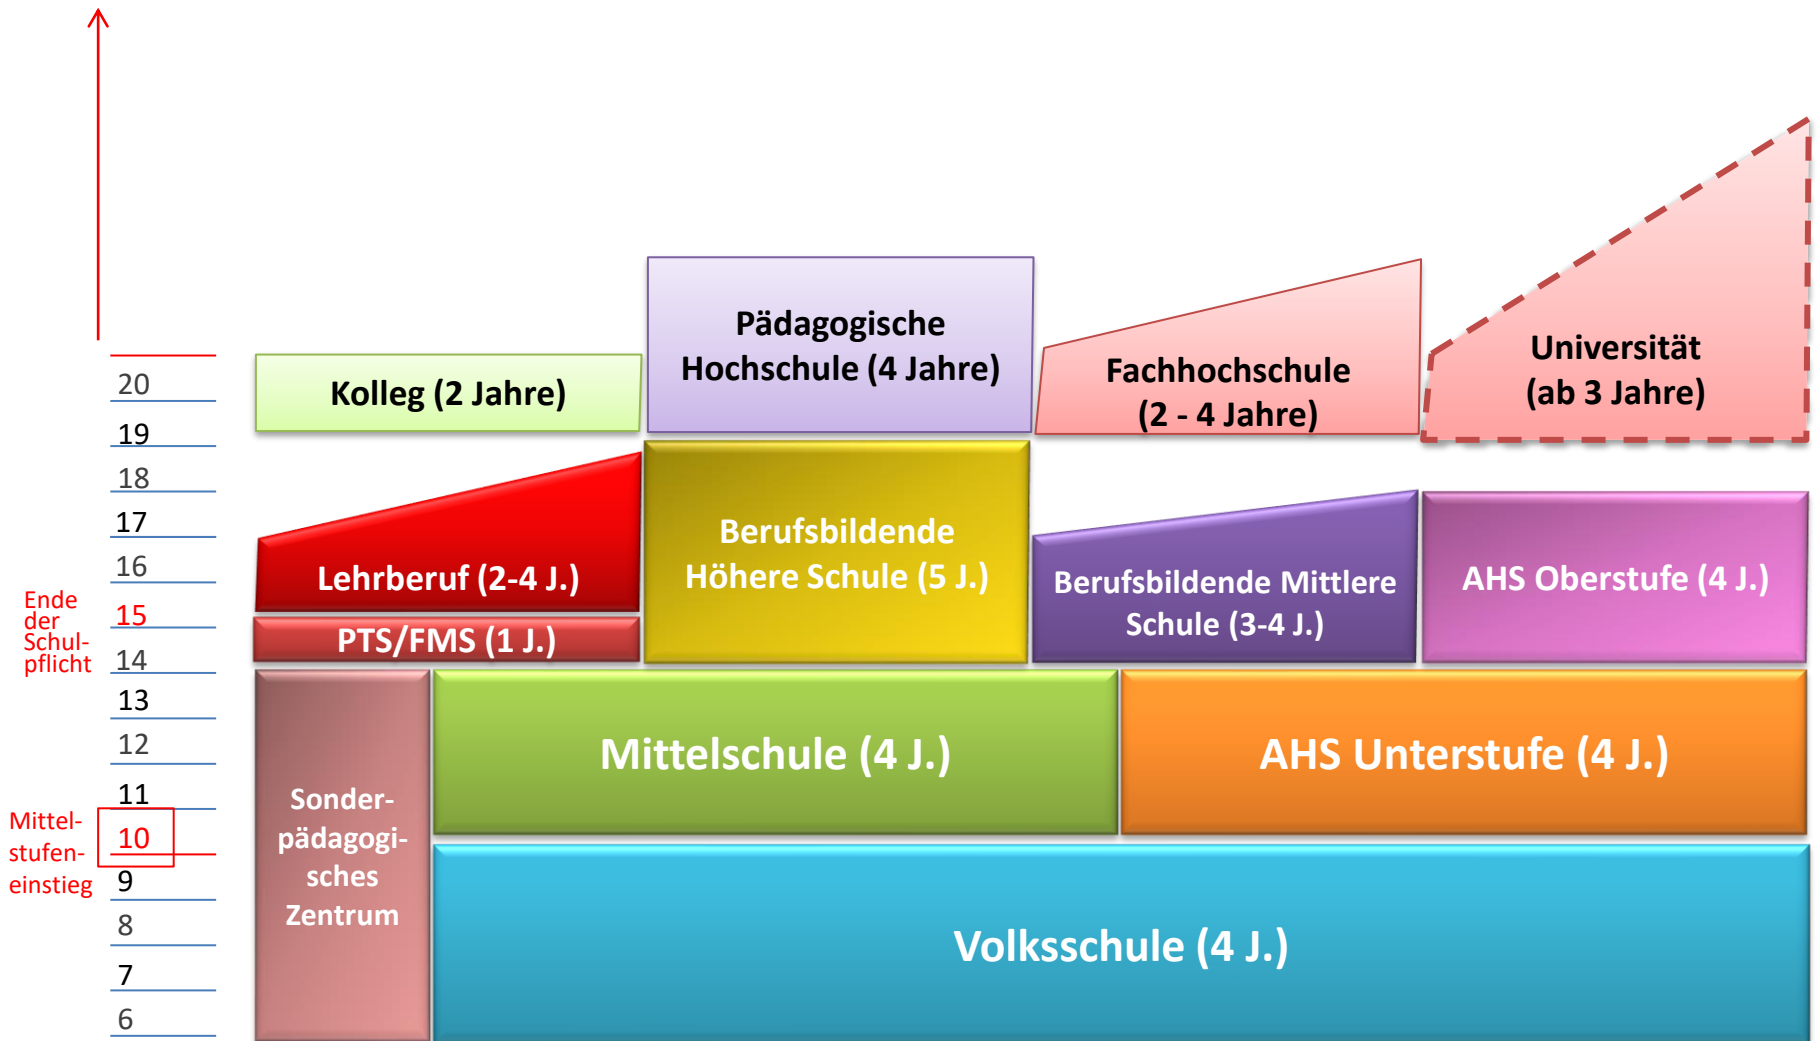 20
19
18
17
16
15
14
13
12
11
10
9
8
7
6
Ende
der
Schul-
pflicht
Mittel-
stufen-
einstieg
Kolleg (2 Jahre)
Pädagogische
Hochschule (4 Jahre)
Fachhochschule
(2 - 4 Jahre)
Universität
(ab 3 Jahre)
Lehrberuf (2-4 J.)
PTS/FMS (1 J.)
Berufsbildende
Höhere Schule (5 J.)
Berufsbildende Mittlere
Schule (3-4 J.)
AHS Oberstufe (4 J.)
Sonder-
pädagogi-
sches
Zentrum
Mittelschule (4 J.)
AHS Unterstufe (4 J.)
Volksschule (4 J.)